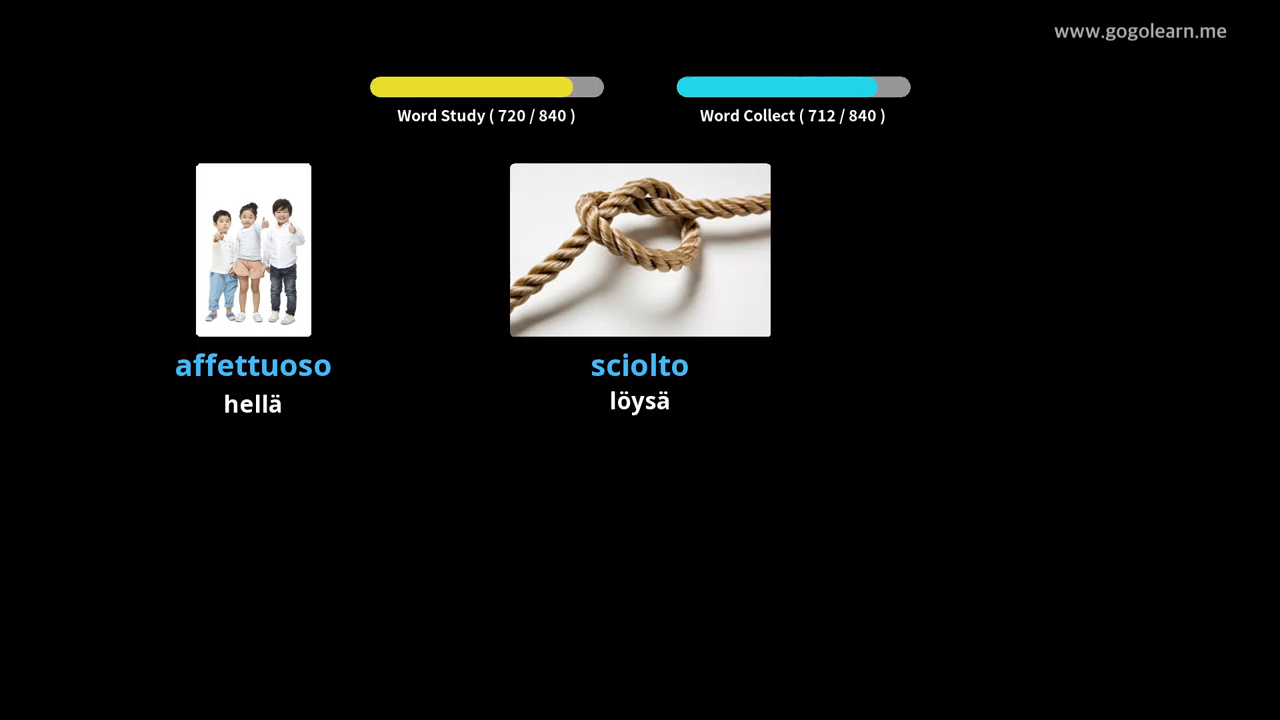 www.gogolearn.me
Word Study ( 720 / 840 )
Word Collect ( 712 / 840 )
affettuoso
hellä
sciolto
löysä